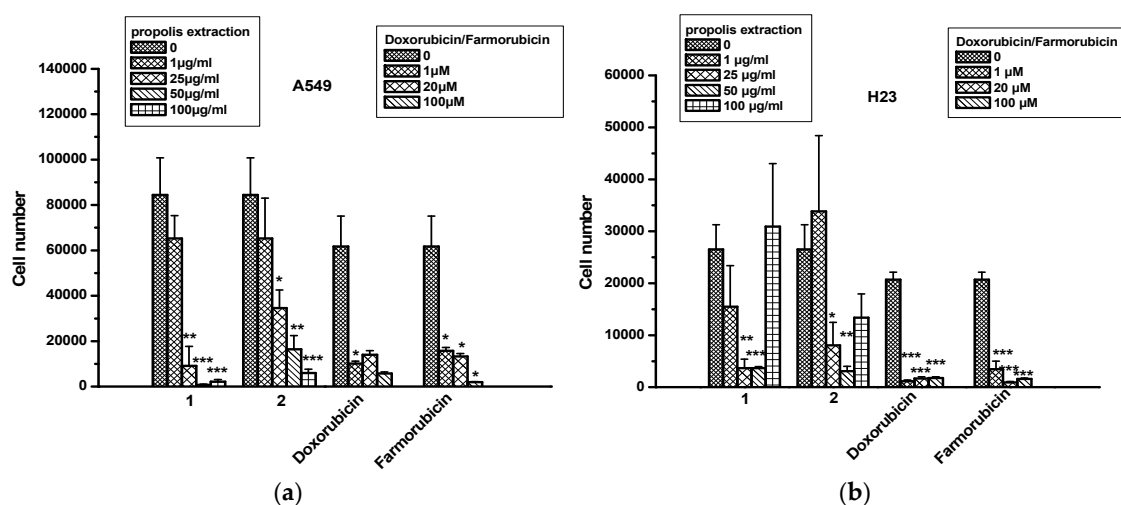 propolis extraction
0
1µg/ml
25µg/ml
50µg/ml
100µg/ml
Doxorubicin/Farmorubicin
0
1µM
20µM
100µM
A549
140000
120000
100000
80000
60000
40000
20000
0
Cell number
**
***
***
*
**
***
*
*
*
*
1
2
Doxorubicin
Farmorubicin
(a)
propolis extraction
0
1 µg/ml
25 µg/ml
50 µg/ml
100 µg/ml
Doxorubicin/Farmorubicin
0
1 µM
20 µM
100 µM
H23
60000
50000
40000
30000
20000
10000
0
Cell number
**
***
*
**
***
***
***
***
***
***
1
2
Doxorubicin
Farmorubicin
(b)